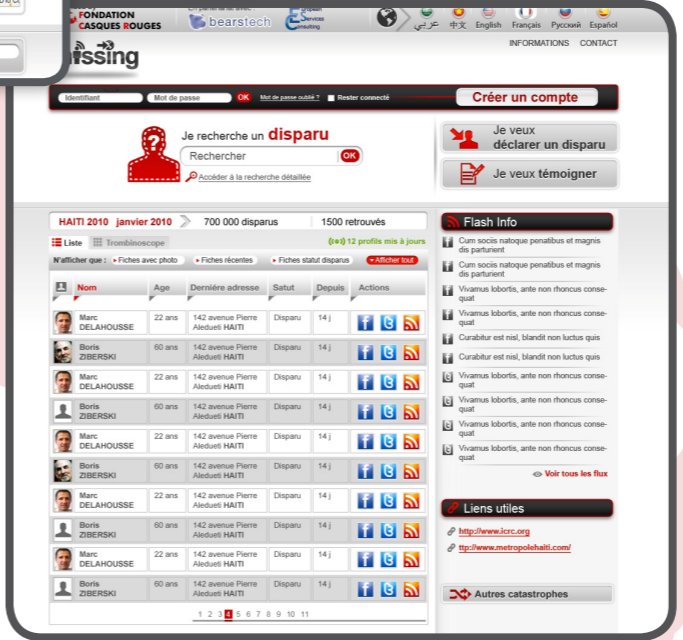 FONDATION
CASQUES ROUGES
En partenariat avec :
bearstech
Services
Consulting
عربي 中文 English Français Русский Español
INFORMATIONS CONTACT
issing
Identifiant Mot de passe OK Mot de passe oublié ? Rester connecté Créer un compte
Je recherche un disparu
Rechercher OK
Accéder à la recherche détaillée
Je veux
déclarer un disparu
Je veux témoigner
HAITI 2010 janvier 2010 700 000 disparus 1500 retrouvés
Liste Trombinoscope 12 profils mis à jours
N'afficher que : Fiches avec photo Fiches récentes Fiches statut disparus Afficher tout
Nom Age Dernière adresse Satut Depuis Actions
Marc DELAHOUSSE 22 ans 142 avenue Pierre Aledueti HAITI Disparu 14 j
Boris ZIBERSKI 60 ans 142 avenue Pierre Aledueti HAITI Disparu 14 j
Marc DELAHOUSSE 22 ans 142 avenue Pierre Aledueti HAITI Disparu 14 j
Boris ZIBERSKI 60 ans 142 avenue Pierre Aledueti HAITI Disparu 14 j
Marc DELAHOUSSE 22 ans 142 avenue Pierre Aledueti HAITI Disparu 14 j
Boris ZIBERSKI 60 ans 142 avenue Pierre Aledueti HAITI Disparu 14 j
Marc DELAHOUSSE 22 ans 142 avenue Pierre Aledueti HAITI Disparu 14 j
Boris ZIBERSKI 60 ans 142 avenue Pierre Aledueti HAITI Disparu 14 j
Marc DELAHOUSSE 22 ans 142 avenue Pierre Aledueti HAITI Disparu 14 j
Boris ZIBERSKI 60 ans 142 avenue Pierre Aledueti HAITI Disparu 14 j
1 2 3 4 5 6 7 8 9 10 11
Flash Info
Cum sociis natoque penatibus et magnis
dis parturient
Cum sociis natoque penatibus et magnis
dis parturient
Vivamus lobortis, ante non rhoncus conse-
quat
Vivamus lobortis, ante non rhoncus conse-
quat
Curabitur est nisl, blandit non luctus quis
Curabitur est nisl, blandit non luctus quis
Vivamus lobortis, ante non rhoncus conse-
quat
Vivamus lobortis, ante non rhoncus conse-
quat
Vivamus lobortis, ante non rhoncus conse-
quat
Vivamus lobortis, ante non rhoncus conse-
quat
Voir tous les flux
Liens utiles
http://www.icrc.org
ttp://www.metropolehaiti.com/
Autres catastrophes